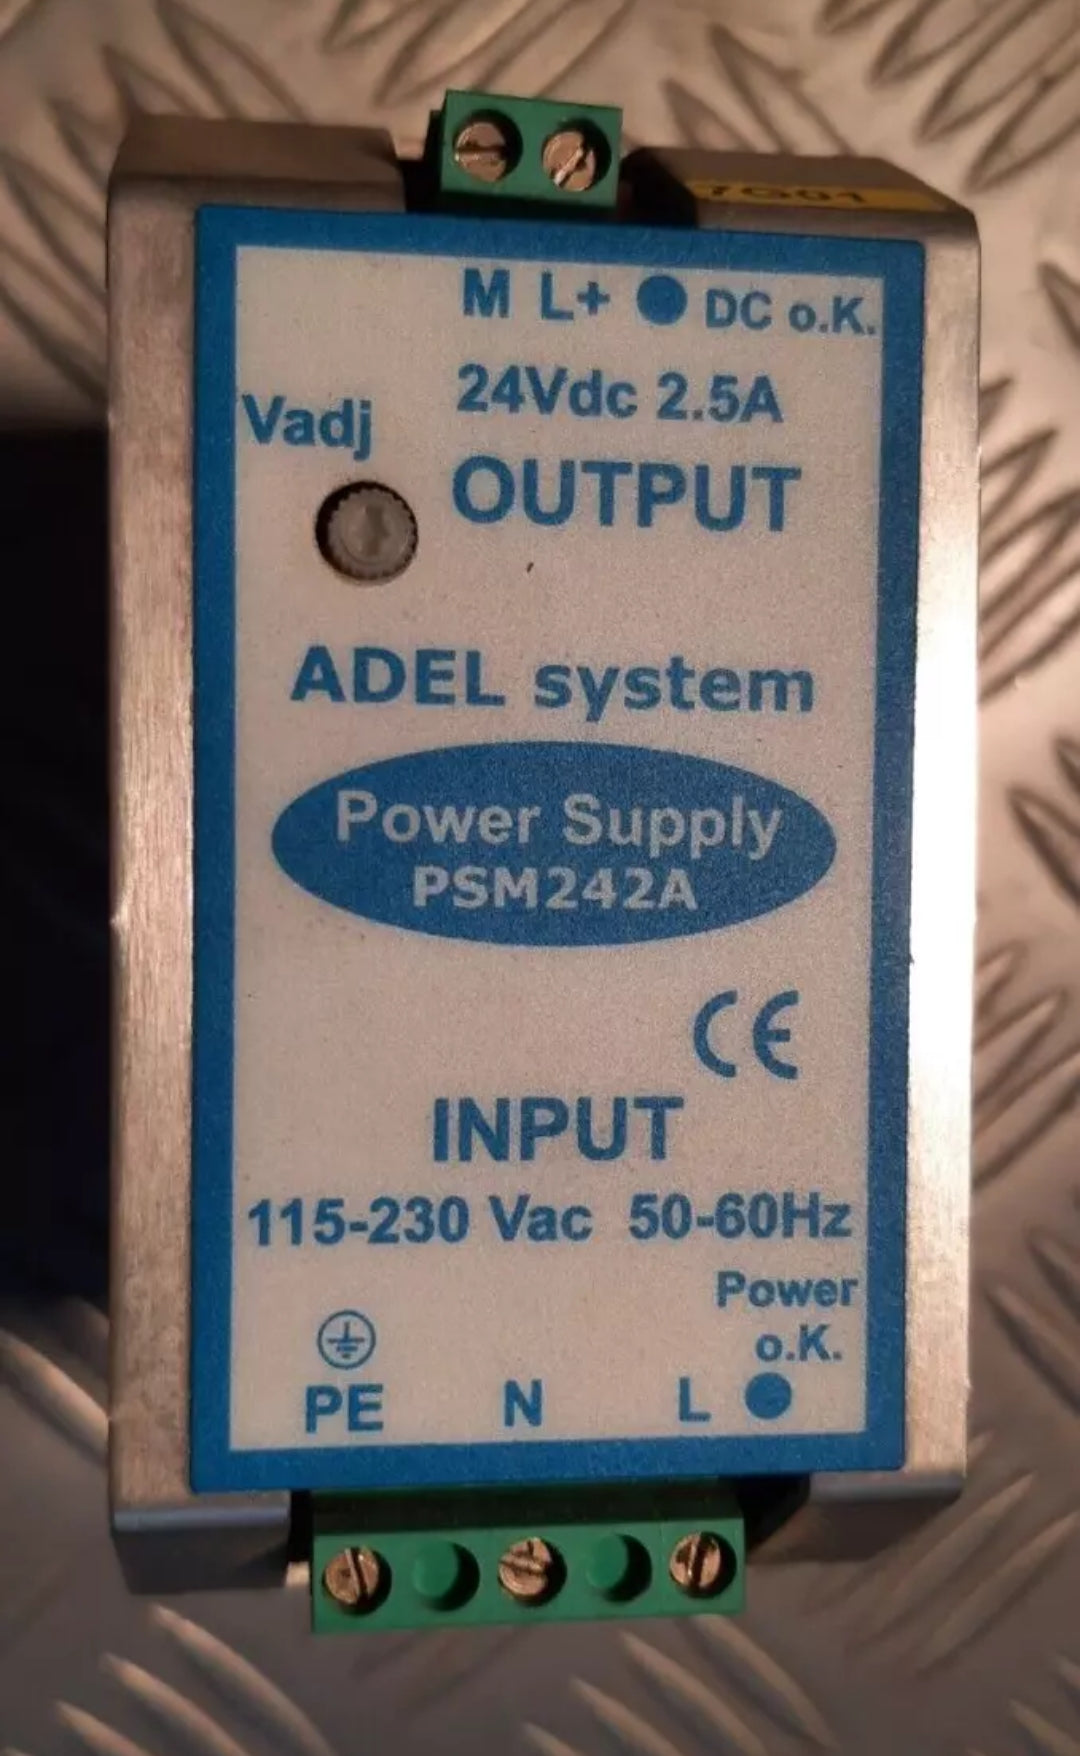 7G01
M L+ DC o.K.
24Vdc 2.5A
Vadj
OUTPUT
ADEL system
Power Supply
PSM242A
CE
INPUT
115-230 Vac 50-60Hz
Power
o.K.
PE N L